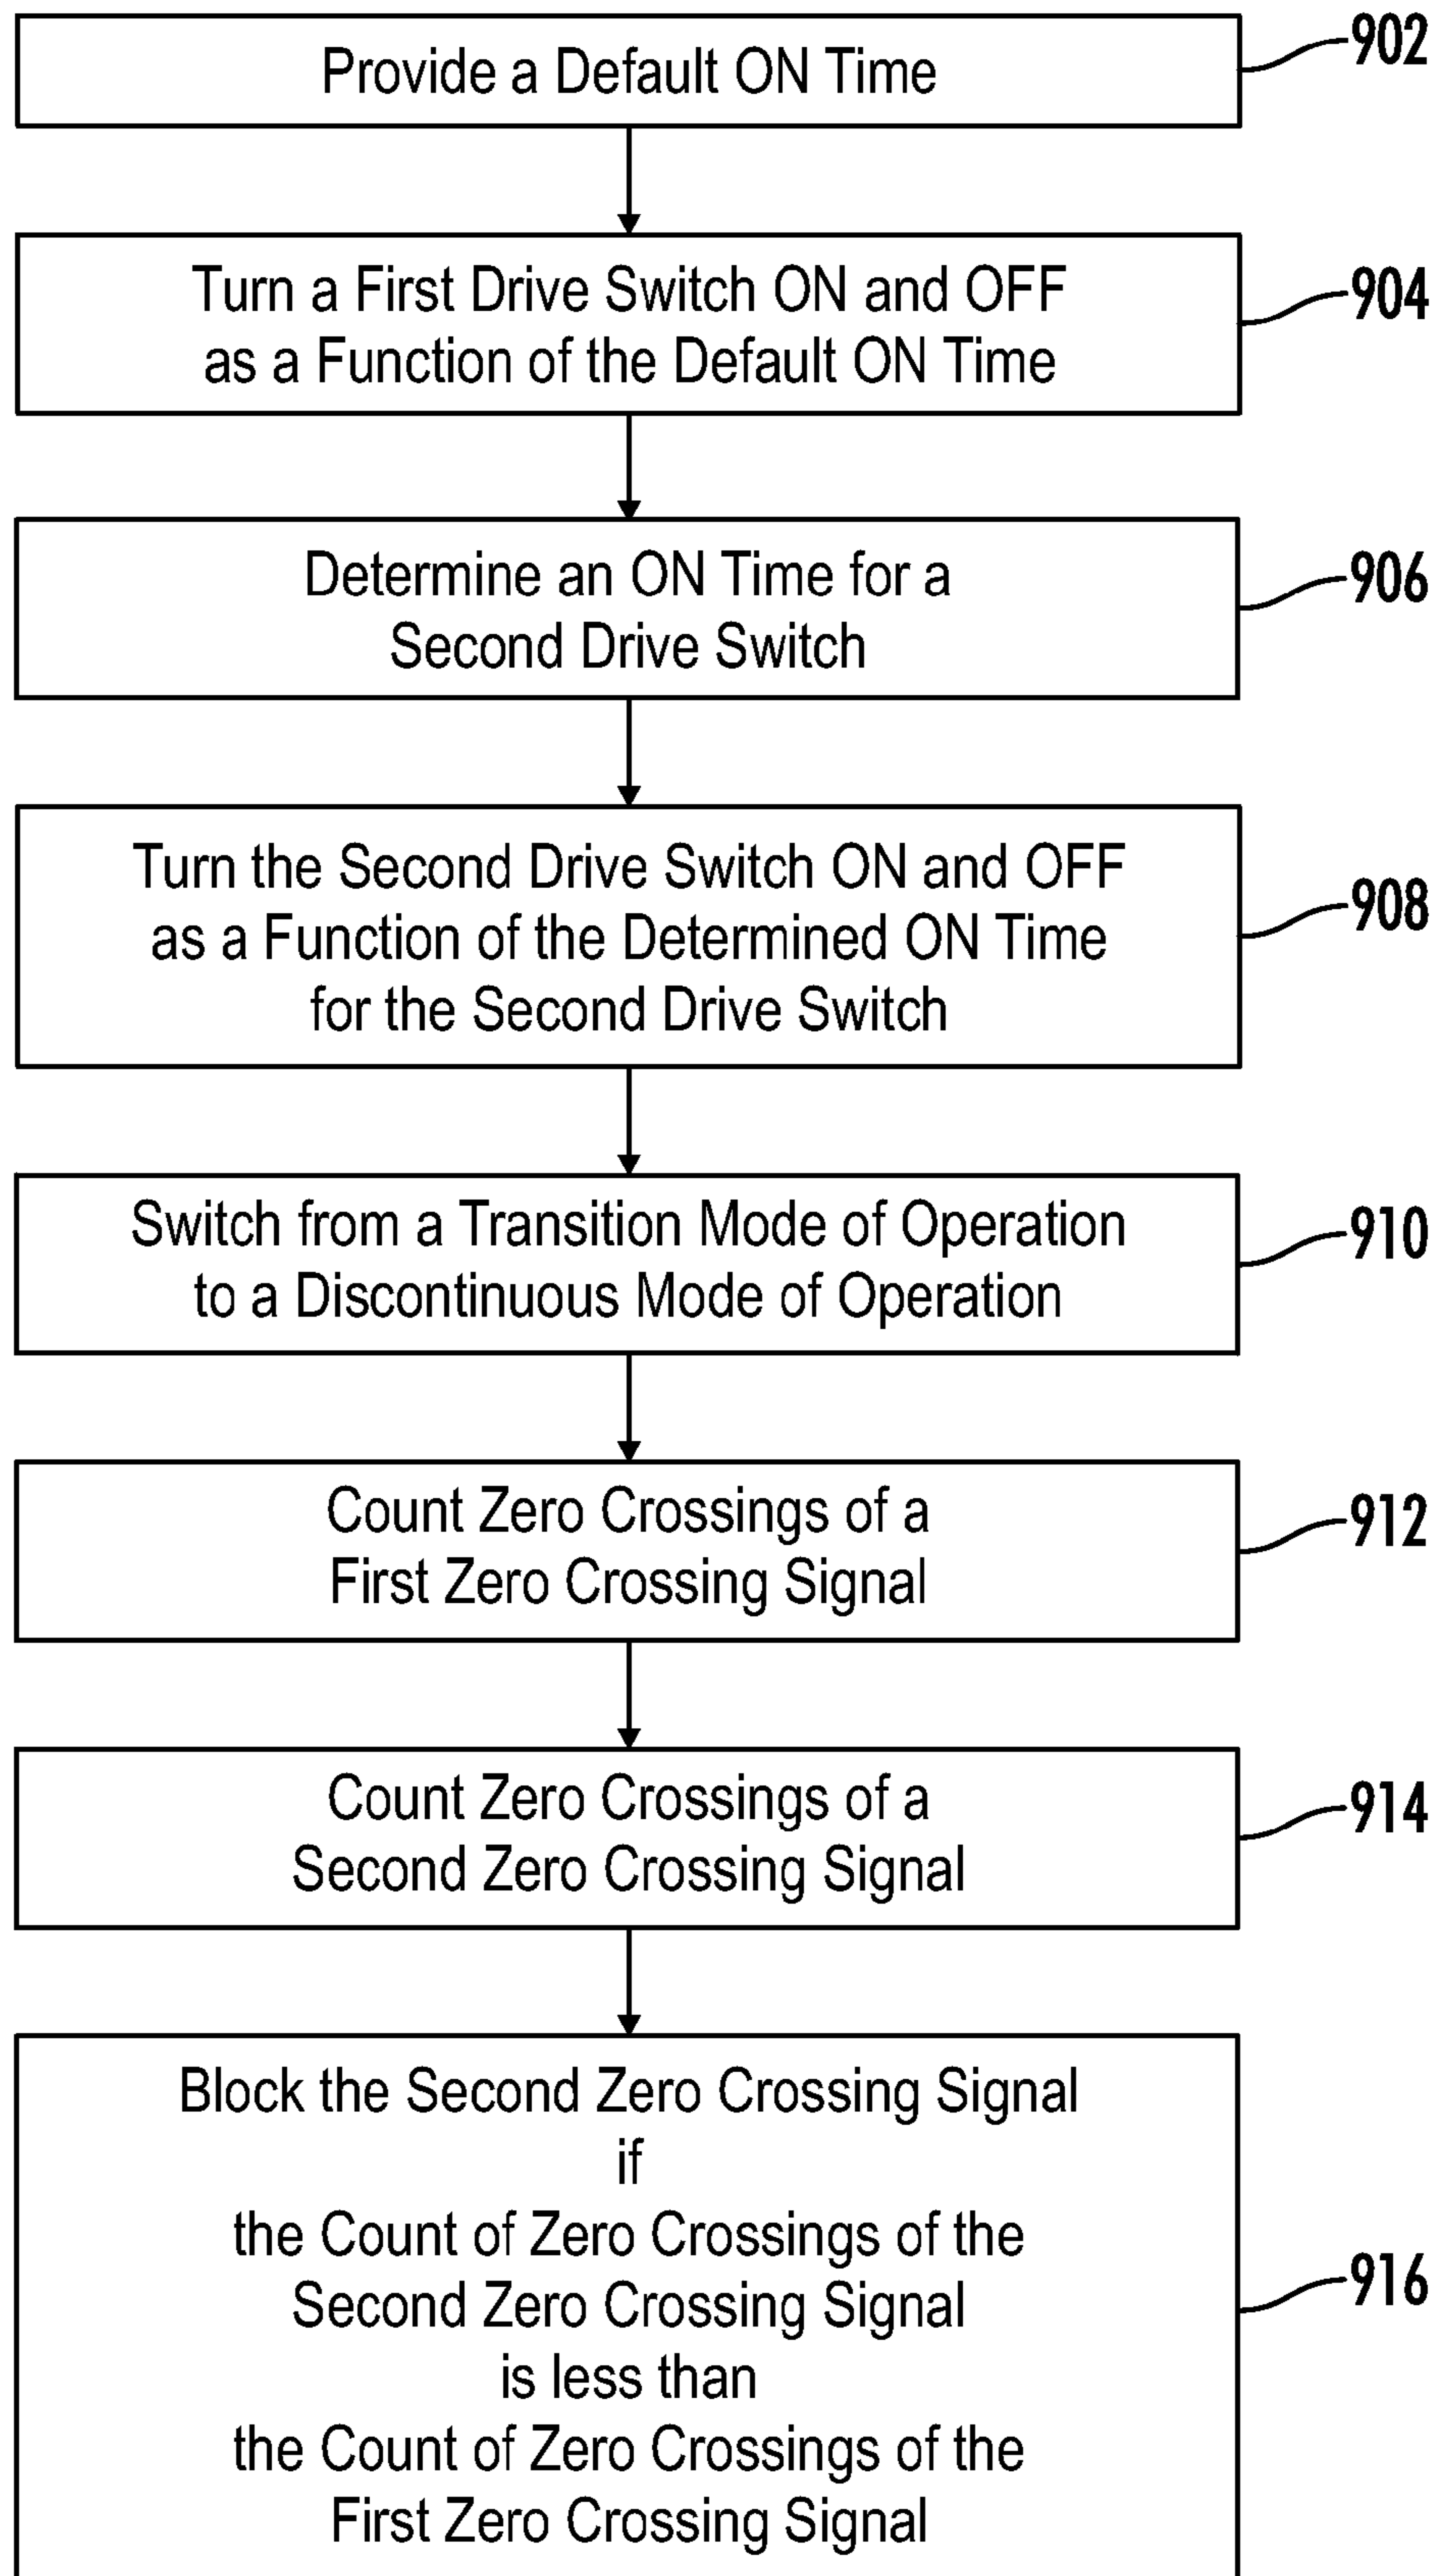 Provide a Default ON Time
902
Turn a First Drive Switch ON and OFF
as a Function of the Default ON Time
904
Determine an ON Time for a
Second Drive Switch
906
Turn the Second Drive Switch ON and OFF
as a Function of the Determined ON Time
for the Second Drive Switch
908
Switch from a Transition Mode of Operation
to a Discontinuous Mode of Operation
910
Count Zero Crossings of a
First Zero Crossing Signal
912
Count Zero Crossings of a
Second Zero Crossing Signal
914
Block the Second Zero Crossing Signal
if
the Count of Zero Crossings of the
Second Zero Crossing Signal
is less than
the Count of Zero Crossings of the
First Zero Crossing Signal
916